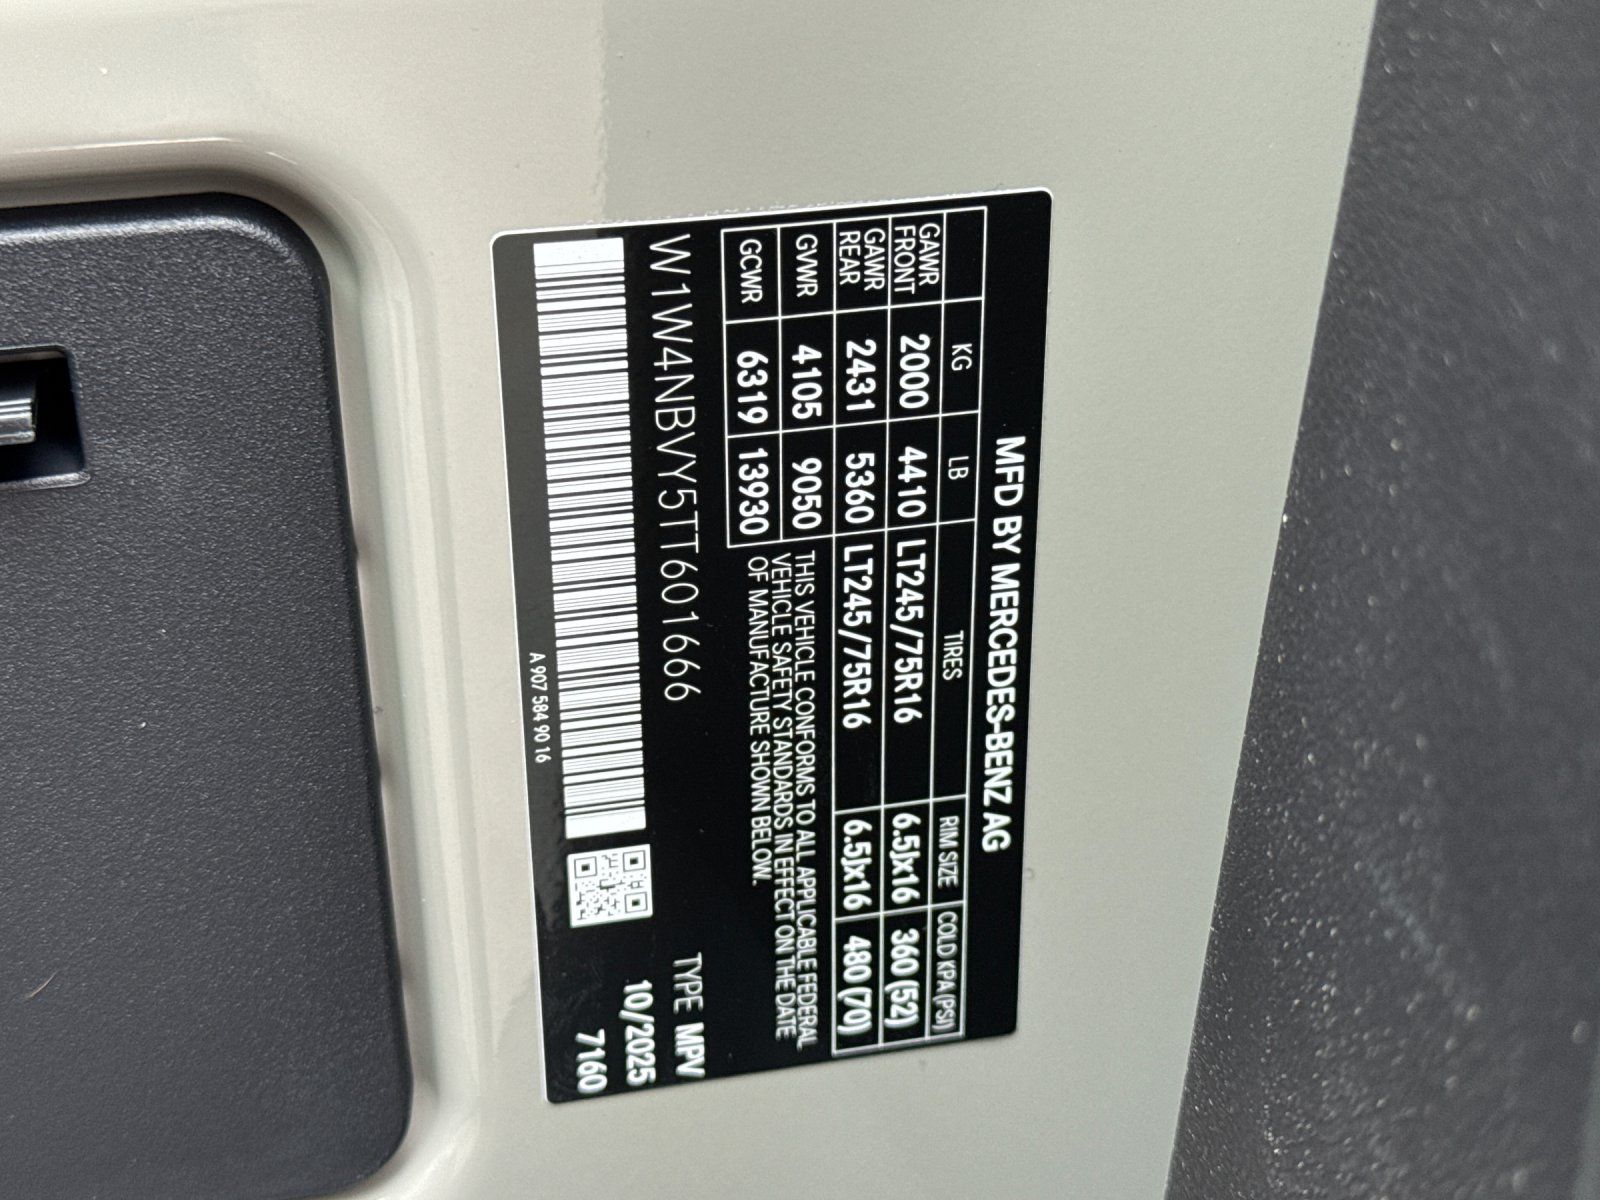 MFD BY MERCEDES-BENZ AG
KG LB TIRES RIM SIZE COLD KPA (PSI)
GAWR FRONT 2000 4410 LT245/75R16 6.5Jx16 360 (52)
GAWR REAR 2431 5360 LT245/75R16 6.5Jx16 480 (70)
GVWR 4105 9050
GCWR 6319 13930
THIS VEHICLE CONFORMS TO ALL APPLICABLE FEDERAL
VEHICLE SAFETY STANDARDS IN EFFECT ON THE DATE
OF MANUFACTURE SHOWN BELOW.
W1W4NBVY5TT601666
TYPE MPV
10/2025
7160
A 907 584 90 16